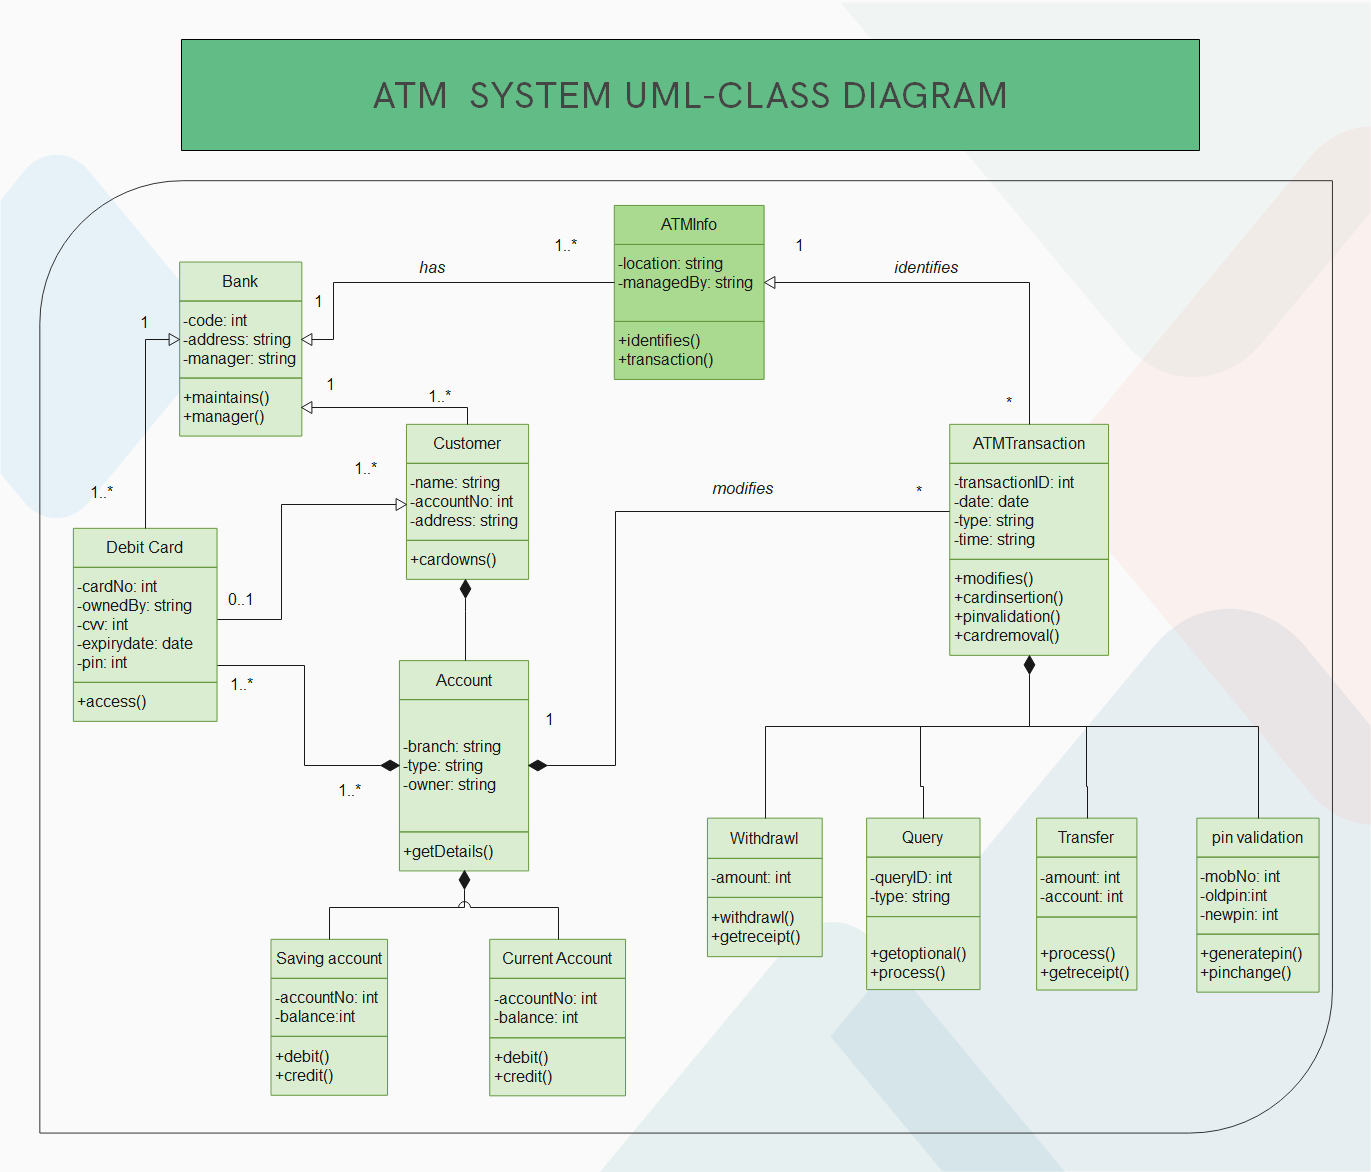 ATM SYSTEM UML-CLASS DIAGRAM
ATMInfo
-location: string
-managedBy: string
+identifies()
+transaction()
1..*
1
has
identifies
Bank
-code: int
-address: string
-manager: string
+maintains()
+manager()
1
1
1
1..*
*
Customer
-name: string
-accountNo: int
-address: string
+cardowns()
ATMTransaction
-transactionID: int
-date: date
-type: string
-time: string
+modifies()
+cardinsertion()
+pinvalidation()
+cardremoval()
1..*
1..*
modifies
*
Debit Card
-cardNo: int
-ownedBy: string
-cvv: int
-expirydate: date
-pin: int
+access()
0..1
1..*
1..*
1
Account
-branch: string
-type: string
-owner: string
+getDetails()
Withdrawl
-amount: int
+withdrawl()
+getreceipt()
Query
-queryID: int
-type: string
+getoptional()
+process()
Transfer
-amount: int
-account: int
+process()
+getreceipt()
pin validation
-mobNo: int
-oldpin:int
-newpin: int
+generatepin()
+pinchange()
Saving account
-accountNo: int
-balance:int
+debit()
+credit()
Current Account
-accountNo: int
-balance: int
+debit()
+credit()